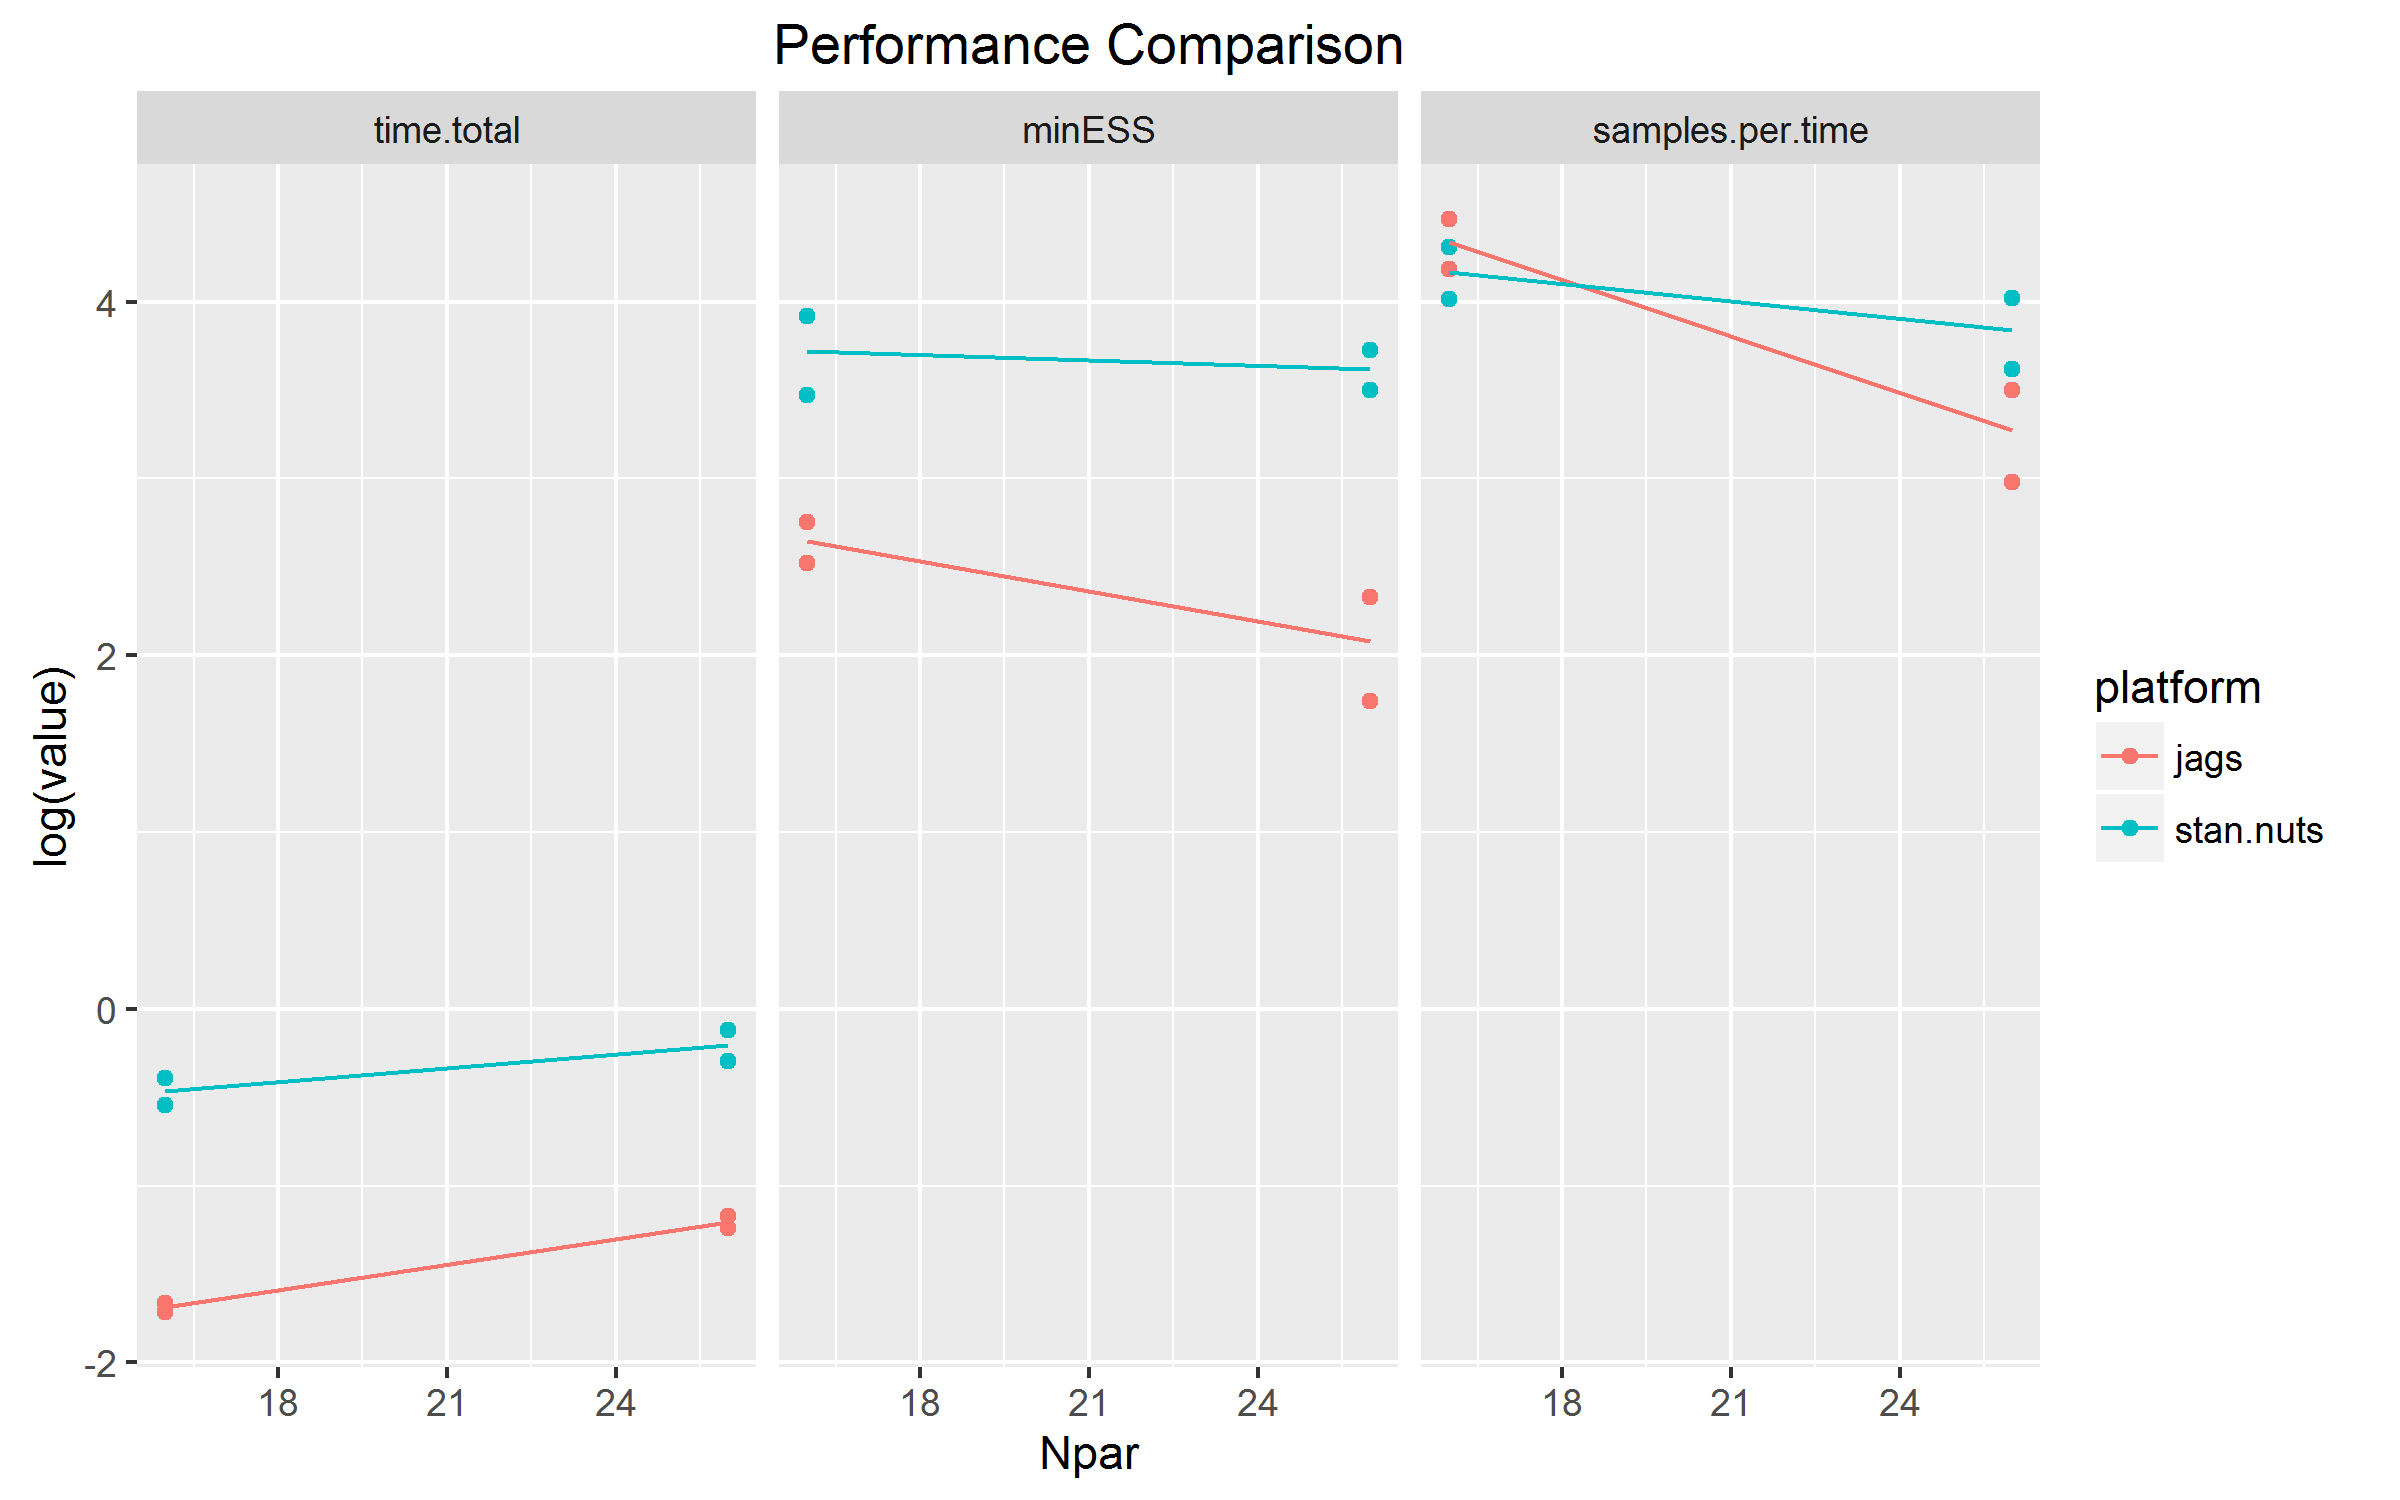 Performance Comparison
time.total
minESS
samples.per.time
4
2
0
-2
log(value)
18 21 24
18 21 24
18 21 24
Npar
platform
jags
stan.nuts